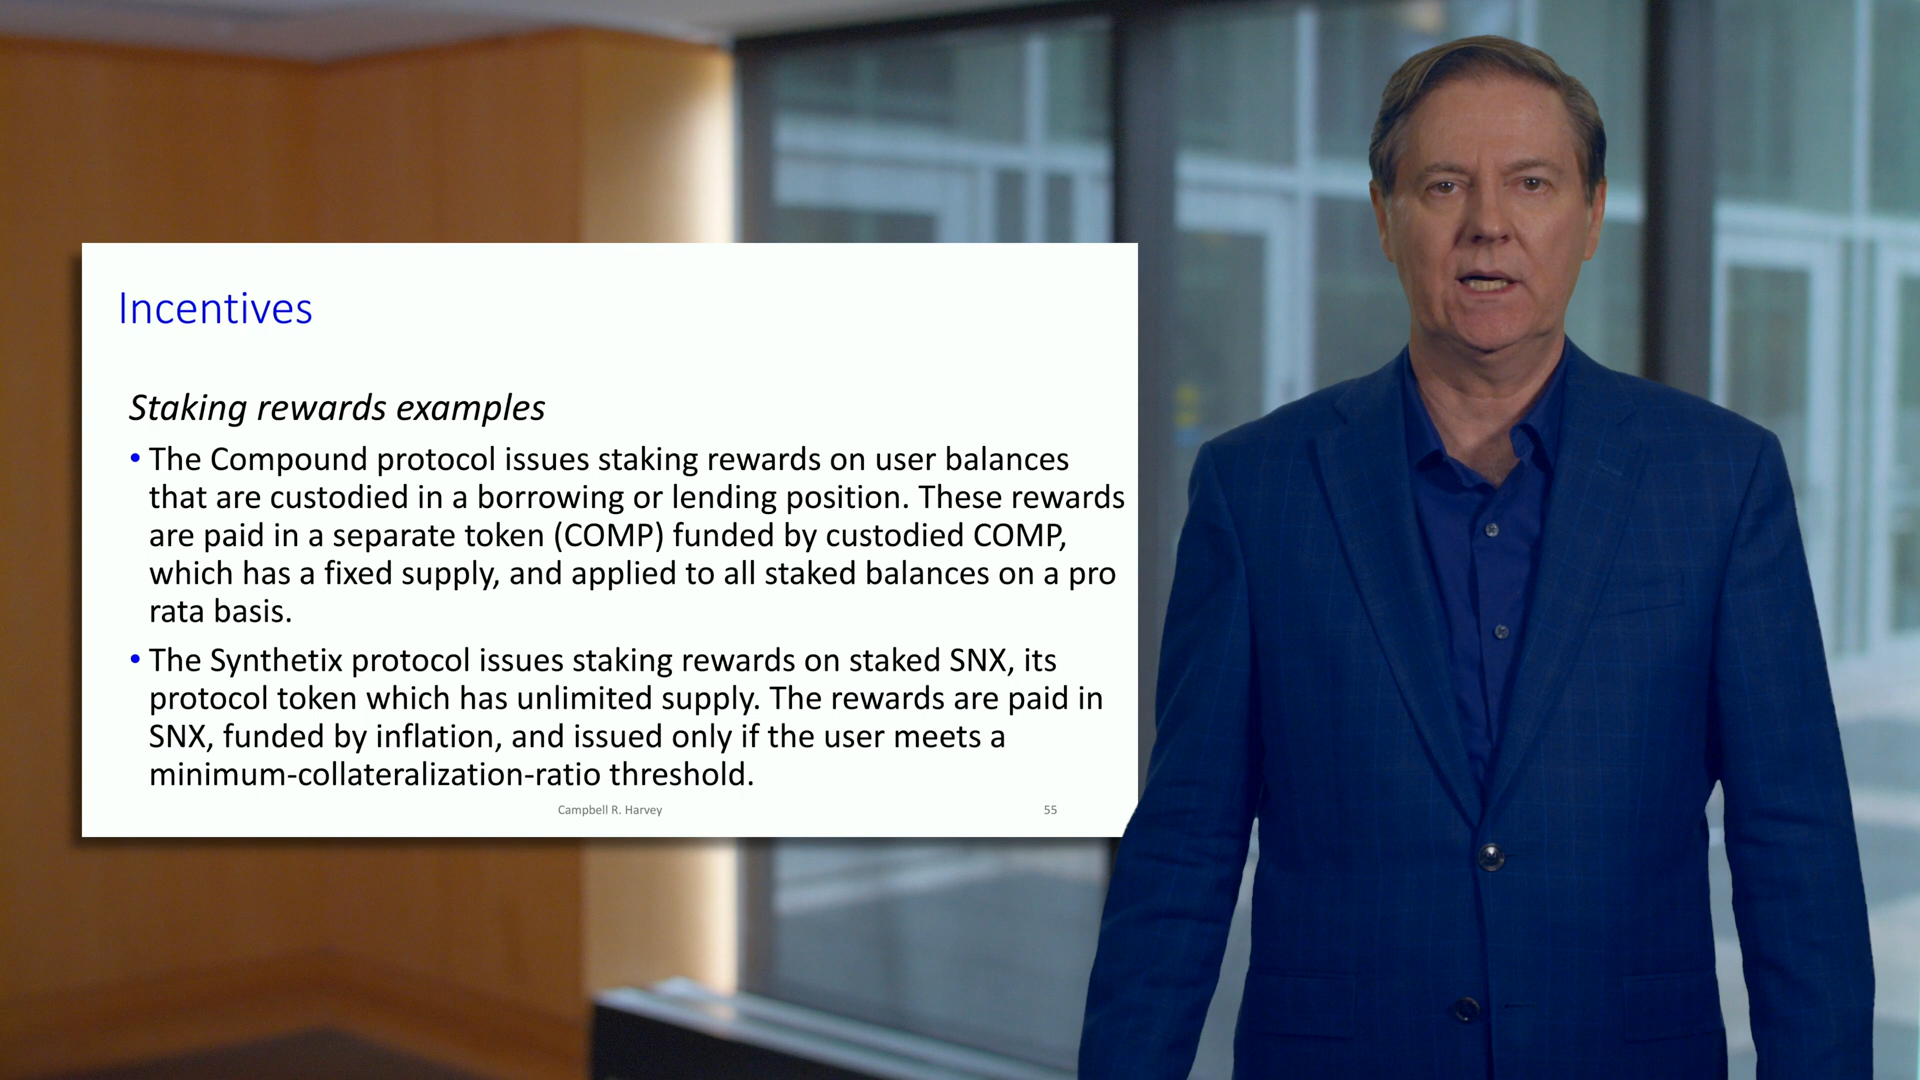 Incentives
Staking rewards examples
• The Compound protocol issues staking rewards on user balances
that are custodied in a borrowing or lending position. These rewards
are paid in a separate token (COMP) funded by custodied COMP,
which has a fixed supply, and applied to all staked balances on a pro
rata basis.
• The Synthetix protocol issues staking rewards on staked SNX, its
protocol token which has unlimited supply. The rewards are paid in
SNX, funded by inflation, and issued only if the user meets a
minimum-collateralization-ratio threshold.
Campbell R. Harvey 55